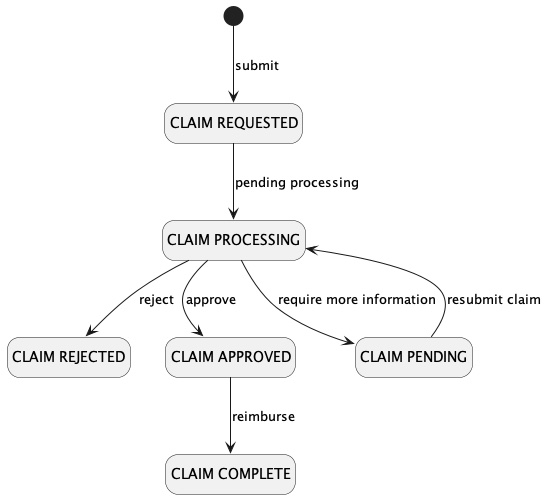 submit
CLAIM REQUESTED
pending processing
CLAIM PROCESSING
reject
approve
require more information
resubmit claim
CLAIM REJECTED
CLAIM APPROVED
CLAIM PENDING
reimburse
CLAIM COMPLETE